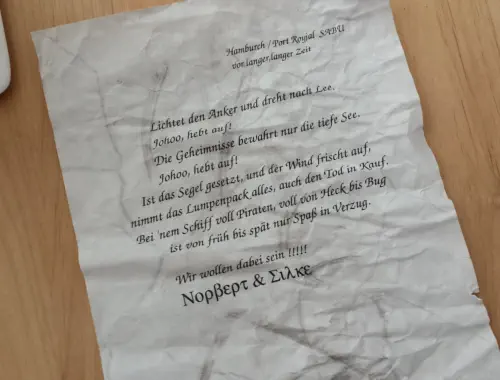 Hamburch / Port Royal SADU
vor langer, langer Zeit
Lichtet den Anker und dreht nach Lee.
Johoo, hebt auf!
Die Geheimnisse bewahrt nur die tiefe See.
Johoo, hebt auf!
Ist das Segel gesetzt, und der Wind frischt auf,
nimmt das Lumpenpack alles, auch den Tod in Kauf.
Bei 'nem Schiff voll Piraten, voll von Heck bis Bug
ist von früh bis spät nur Spaß in Verzug.
Wir wollen dabei sein !!!!!
Νορβερτ & Σιλκε